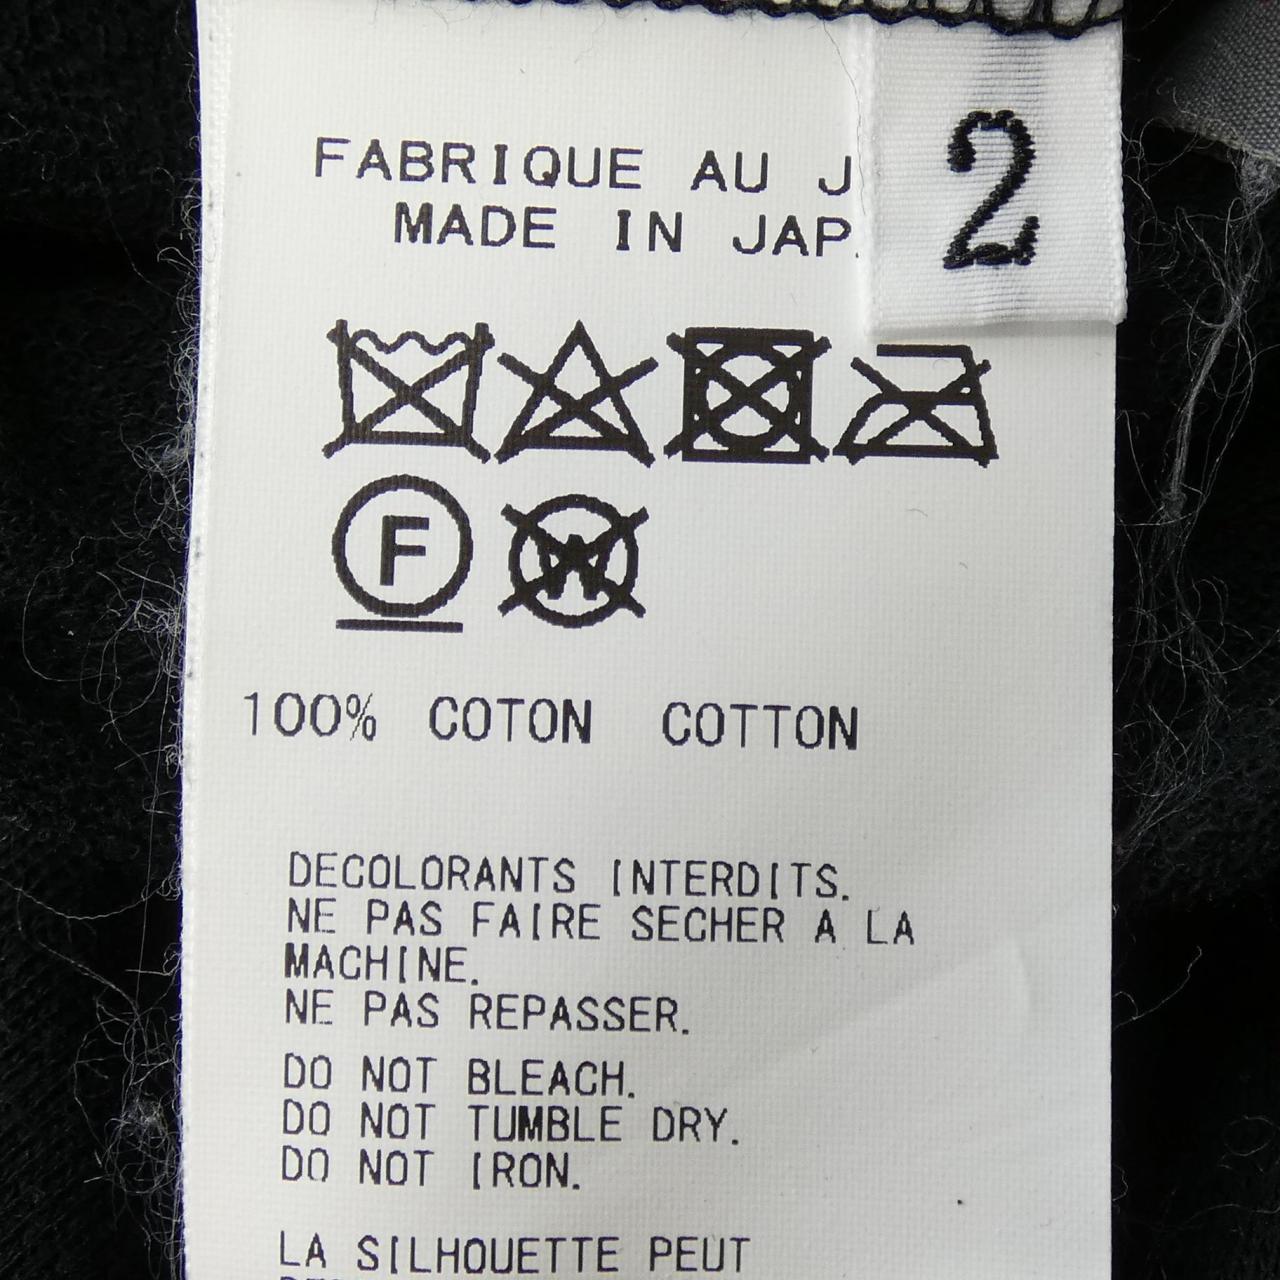 FABRIQUE AU J
MADE IN JAP
2
F
W
100% COTON COTTON
DECOLORANTS INTERDITS.
NE PAS FAIRE SECHER A LA
MACHINE.
NE PAS REPASSER.
DO NOT BLEACH.
DO NOT TUMBLE DRY.
DO NOT IRON.
LA SILHOUETTE PEUT